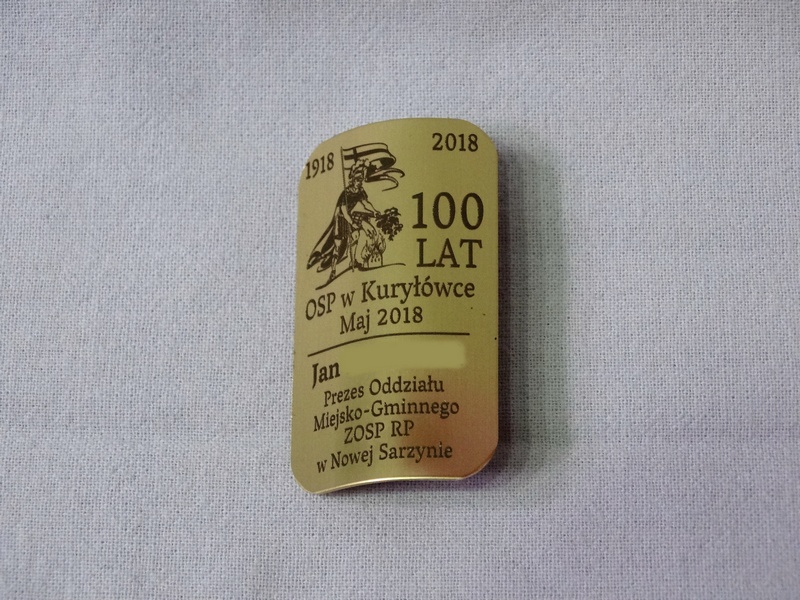 1918 2018
100
LAT
OSP w Kuryłówce
Maj 2018
Jan
Prezes Oddziału
Miejsko-Gminnego
ZOSP RP
w Nowej Sarzynie